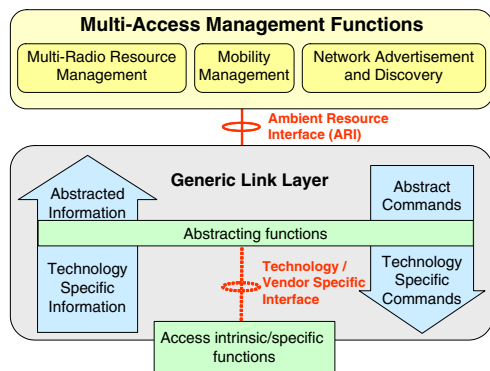 Multi-Access Management Functions
Multi-Radio Resource
Management
Mobility
Management
Network Advertisement
and Discovery
Ambient Resource
Interface (ARI)
Generic Link Layer
Abstracted
Information
Abstract
Commands
Abstracting functions
Technology
Specific
Information
Technology /
Vendor Specific
Interface
Technology
Specific
Commands
Access intrinsic/specific
functions